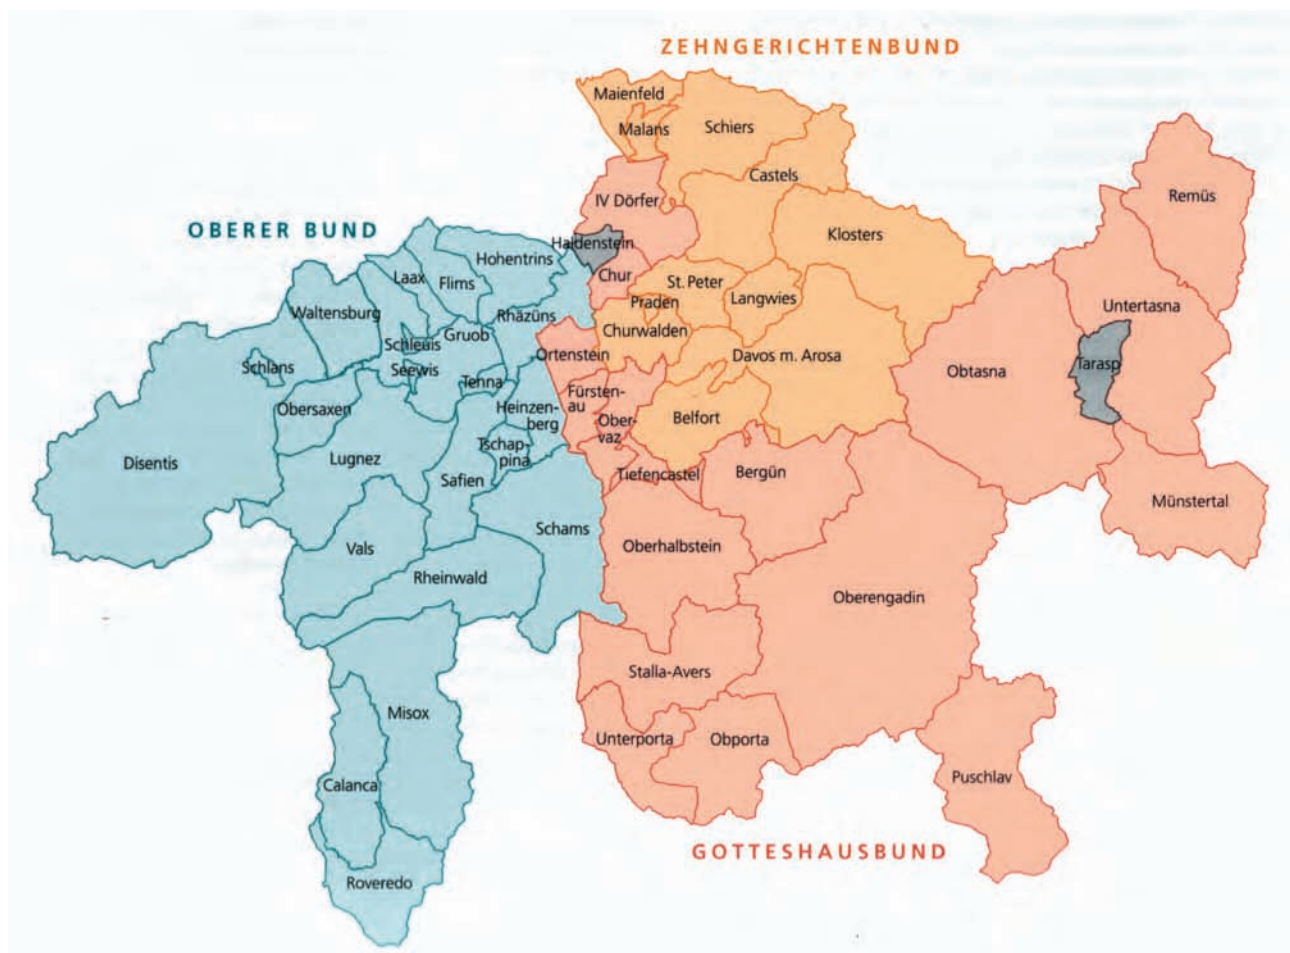 ZEHNGERICHTENBUND
Maienfeld
Malans
Schiers
Castels
IV Dörfer
Remüs
OBERER BUND
Haldenstein
Klosters
Hohentrins
Laax
Flims
Chur
St. Peter
Langwies
Praden
Untertasna
Waltensburg
Rhäzüns
Churwalden
Gruob
Schleuis
Ortenstein
Davos m. Arosa
Schlans
Seewis
Tarasp
Obtasna
Tenna
Fürsten-
au
Obersaxen
Heinzen-
berg
Ober-
vaz
Belfort
Tschap-
pina
Disentis
Lugnez
Safien
Tiefencastel
Bergün
Münstertal
Schams
Vals
Oberhalbstein
Rheinwald
Oberengadin
Stalla-Avers
Misox
Unterporta
Obporta
Calanca
Puschlav
GOTTESHAUSBUND
Roveredo